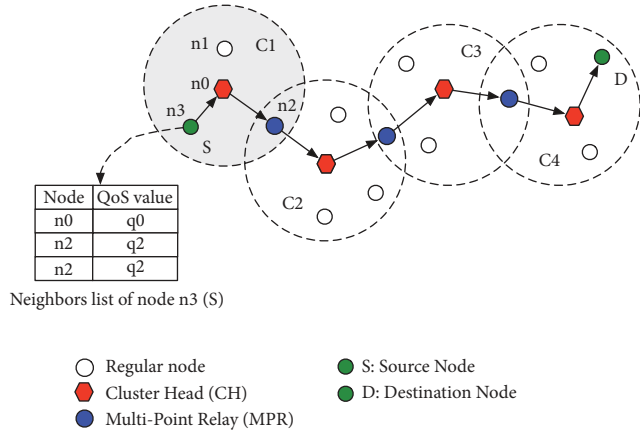 n1
C1
C3
n0
n3
n2
D
S
C4
C2
Node QoS value
n0 q0
n2 q2
n2 q2
Neighbors list of node n3 (S)
Regular node
S: Source Node
Cluster Head (CH)
D: Destination Node
Multi-Point Relay (MPR)